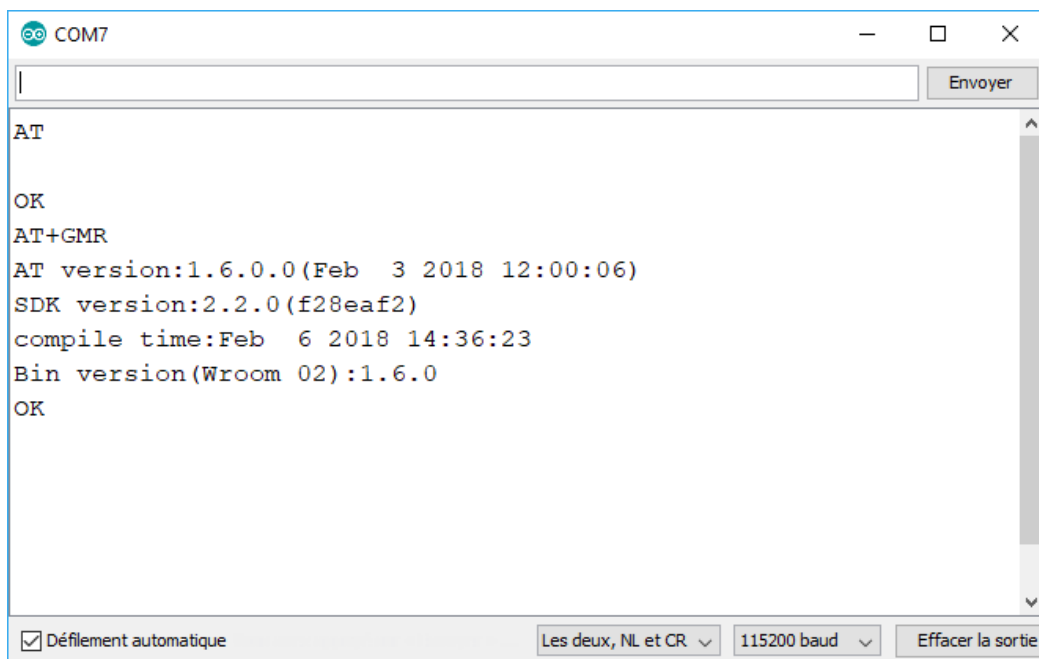 COM7
Envoyer
AT
OK
AT+GMR
AT version:1.6.0.0(Feb  3 2018 12:00:06)
SDK version:2.2.0(f28eaf2)
compile time:Feb  6 2018 14:36:23
Bin version(Wroom 02):1.6.0
OK
Défilement automatique Les deux, NL et CR 115200 baud Effacer la sortie